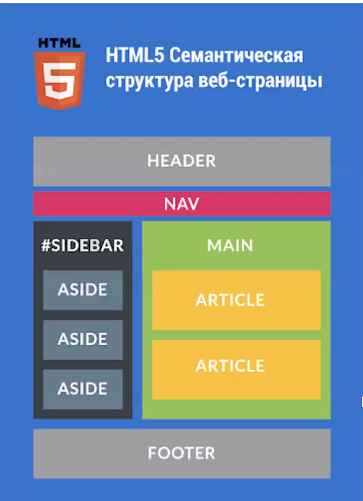 HTML
5
HTML5 Семантическая
структура веб-страницы
HEADER
NAV
#SIDEBAR
ASIDE
ASIDE
ASIDE
MAIN
ARTICLE
ARTICLE
FOOTER